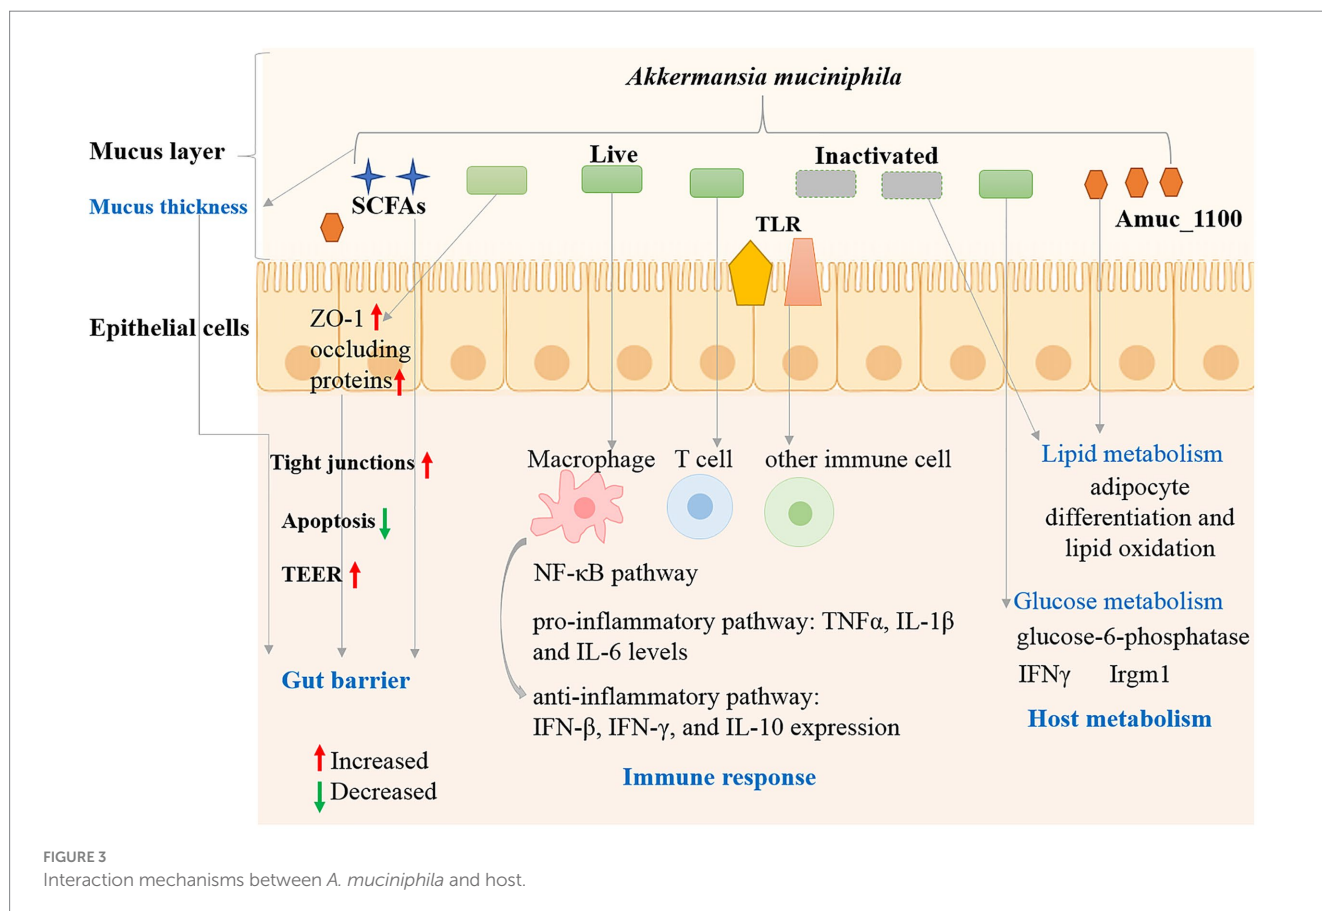 Akkermansia muciniphila
Mucus layer
Live
Inactivated
Mucus thickness
SCFAs
TLR
Amuc_1100
Epithelial cells
ZO-1
occluding
proteins
Tight junctions
Apoptosis
TEER
Gut barrier
Increased
Decreased
Macrophage
T cell
other immune cell
NF-κB pathway
pro-inflammatory pathway: TNFα, IL-1β
and IL-6 levels
anti-inflammatory pathway:
IFN-β, IFN-γ, and IL-10 expression
Immune response
Lipid metabolism
adipocyte
differentiation and
lipid oxidation
Glucose metabolism
glucose-6-phosphatase
IFNγ Irgm1
Host metabolism
FIGURE 3
Interaction mechanisms between A. muciniphila and host.